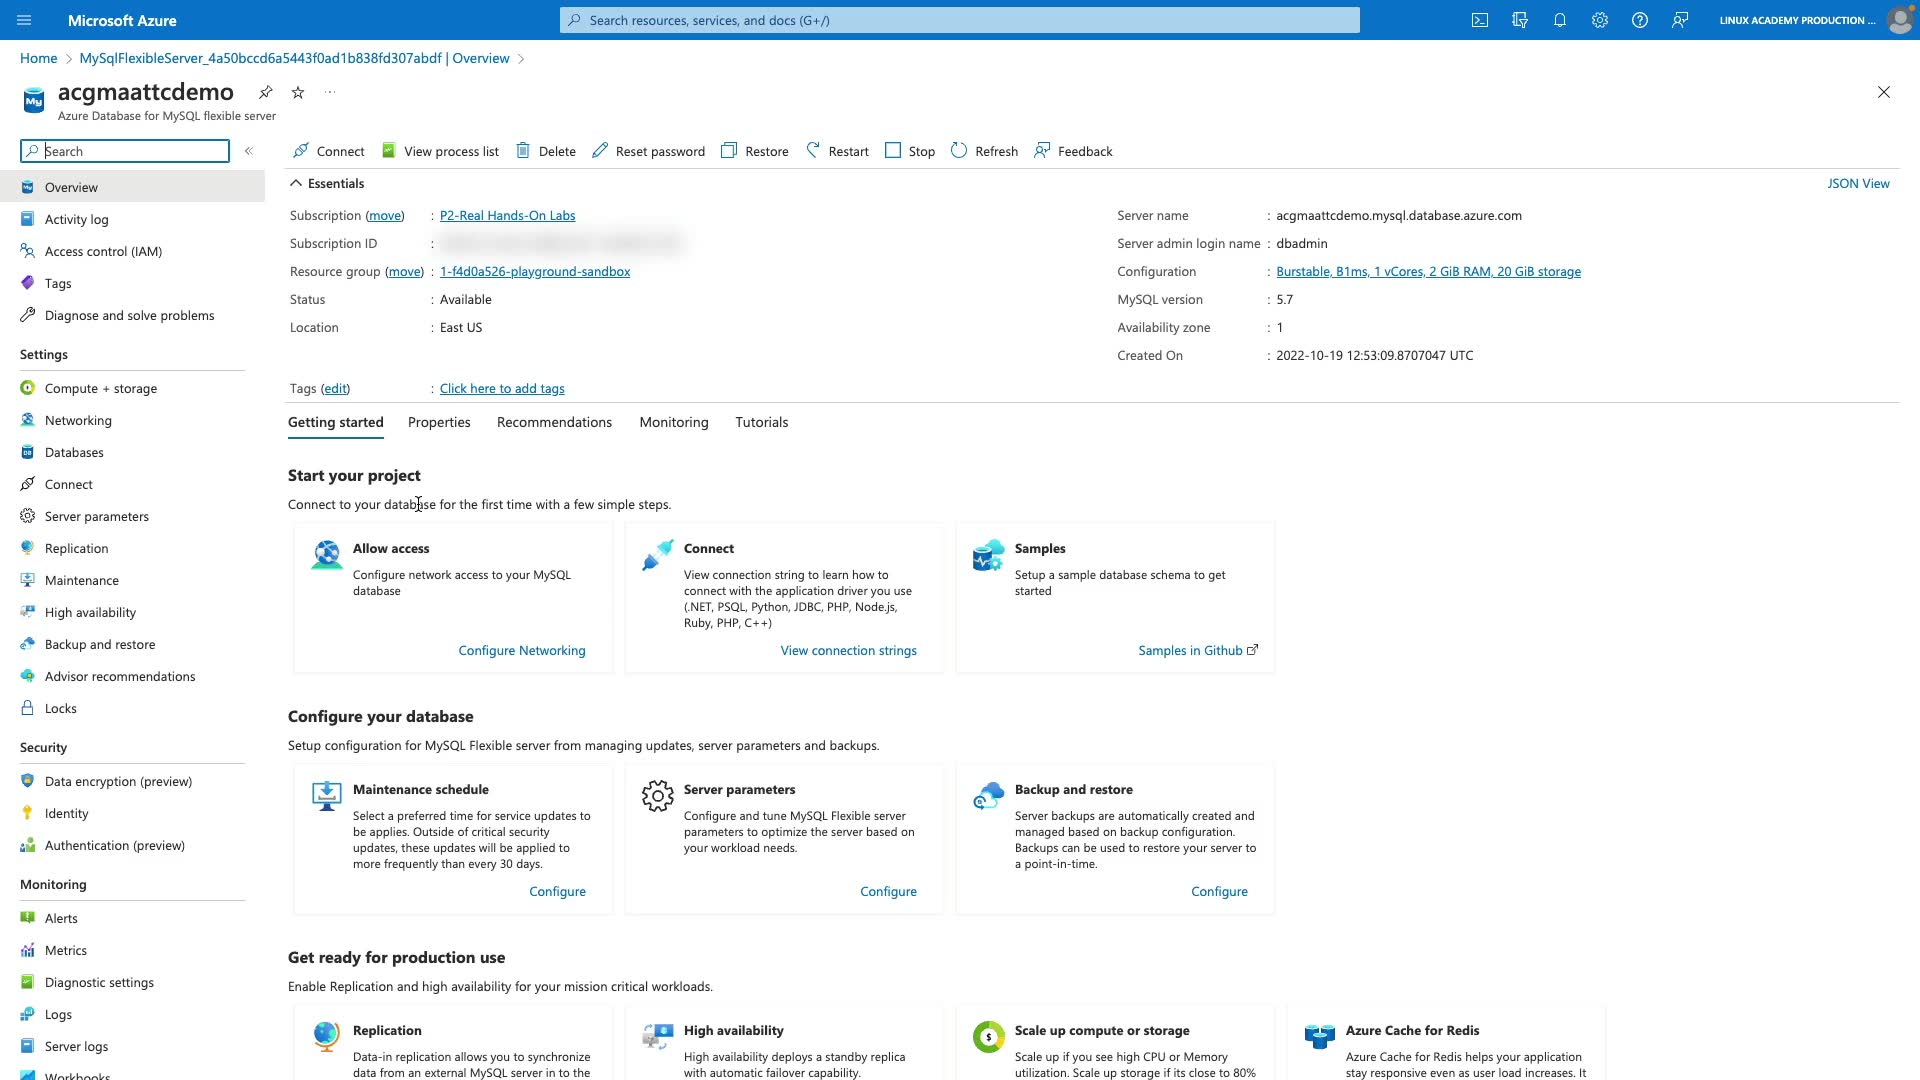 Microsoft Azure
Search resources, services, and docs (G+/)
LINUX ACADEMY PRODUCTION ...
Home > MySqlFlexibleServer_4a50bccd6a5443f0ad1b838fd307abdf | Overview >
acgmaattcdemo
Azure Database for MySQL flexible server
Search
Connect View process list Delete Reset password Restore Restart Stop Refresh Feedback
Overview
Activity log
Access control (IAM)
Tags
Diagnose and solve problems
Settings
Compute + storage
Networking
Databases
Connect
Server parameters
Replication
Maintenance
High availability
Backup and restore
Advisor recommendations
Locks
Security
Data encryption (preview)
Identity
Authentication (preview)
Monitoring
Alerts
Metrics
Diagnostic settings
Logs
Server logs
Workbooks
Essentials
JSON View
Subscription (move) : P2-Real Hands-On Labs
Subscription ID :
Resource group (move) : 1-f4d0a526-playground-sandbox
Status : Available
Location : East US
Server name : acgmaattcdemo.mysql.database.azure.com
Server admin login name : dbadmin
Configuration : Burstable, B1ms, 1 vCores, 2 GiB RAM, 20 GiB storage
MySQL version : 5.7
Availability zone : 1
Created On : 2022-10-19 12:53:09.8707047 UTC
Tags (edit) : Click here to add tags
Getting started Properties Recommendations Monitoring Tutorials
Start your project
Connect to your database for the first time with a few simple steps.
Allow access
Configure network access to your MySQL
database
Configure Networking
Connect
View connection string to learn how to
connect with the application driver you use
(.NET, PSQL, Python, JDBC, PHP, Node.js,
Ruby, PHP, C++)
View connection strings
Samples
Setup a sample database schema to get
started
Samples in Github
Configure your database
Setup configuration for MySQL Flexible server from managing updates, server parameters and backups.
Maintenance schedule
Select a preferred time for service updates to
be applies. Outside of critical security
updates, these updates will be applied to
more frequently than every 30 days.
Configure
Server parameters
Configure and tune MySQL Flexible server
parameters to optimize the server based on
your workload needs.
Configure
Backup and restore
Server backups are automatically created and
managed based on backup configuration.
Backups can be used to restore your server to
a point-in-time.
Configure
Get ready for production use
Enable Replication and high availability for your mission critical workloads.
Replication
Data-in replication allows you to synchronize
data from an external MySQL server in to the
High availability
High availability deploys a standby replica
with automatic failover capability.
Scale up compute or storage
Scale up if you see high CPU or Memory
utilization. Scale up storage if its close to 80%
Azure Cache for Redis
Azure Cache for Redis helps your application
stay responsive even as user load increases. It